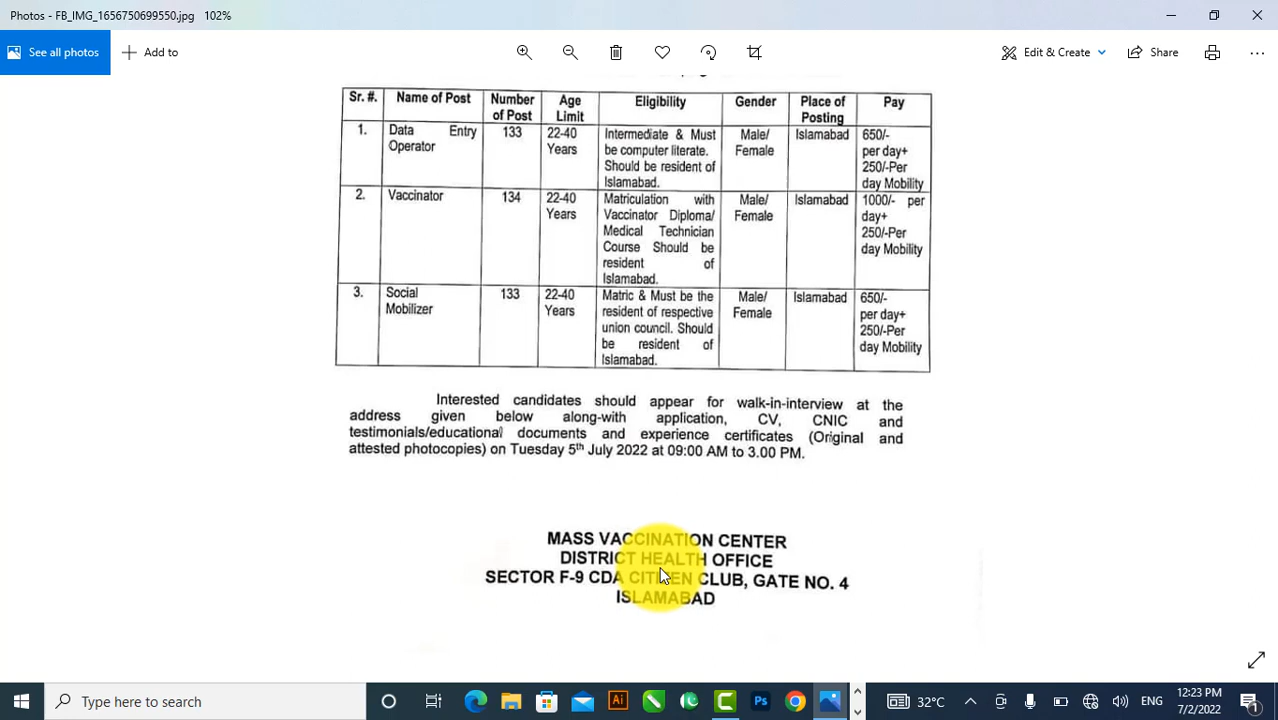 Photos - FB_IMG_1656750699550.jpg   102%
See all photos
Add to
Edit & Create
Share
Sr. #.
Name of Post
Number
of Post
Age
Limit
Eligibility
Gender
Place of
Posting
Pay
1.
Data Entry
Operator
133
22-40
Years
Intermediate & Must
be computer literate.
Should be resident of
Islamabad.
Male/
Female
Islamabad
650/-
per day+
250/-Per
day Mobility
2.
Vaccinator
134
22-40
Years
Matriculation with
Vaccinator Diploma/
Medical Technician
Course Should be
resident of
Islamabad.
Male/
Female
Islamabad
1000/- per
day+
250/-Per
day Mobility
3.
Social
Mobilizer
133
22-40
Years
Matric & Must be the
resident of respective
union council. Should
be resident of
Islamabad.
Male/
Female
Islamabad
650/-
per day+
250/-Per
day Mobility
Interested candidates should appear for walk-in-interview at the
address given below along-with application, CV, CNIC and
testimonials/educational documents and experience certificates (Original and
attested photocopies) on Tuesday 5th July 2022 at 09:00 AM to 3.00 PM.
MASS VACCINATION CENTER
DISTRICT HEALTH OFFICE
SECTOR F-9 CDA CITIZEN CLUB, GATE NO. 4
ISLAMABAD
Type here to search
Ai
Ps
32°C
ENG
12:23 PM
7/2/2022
1